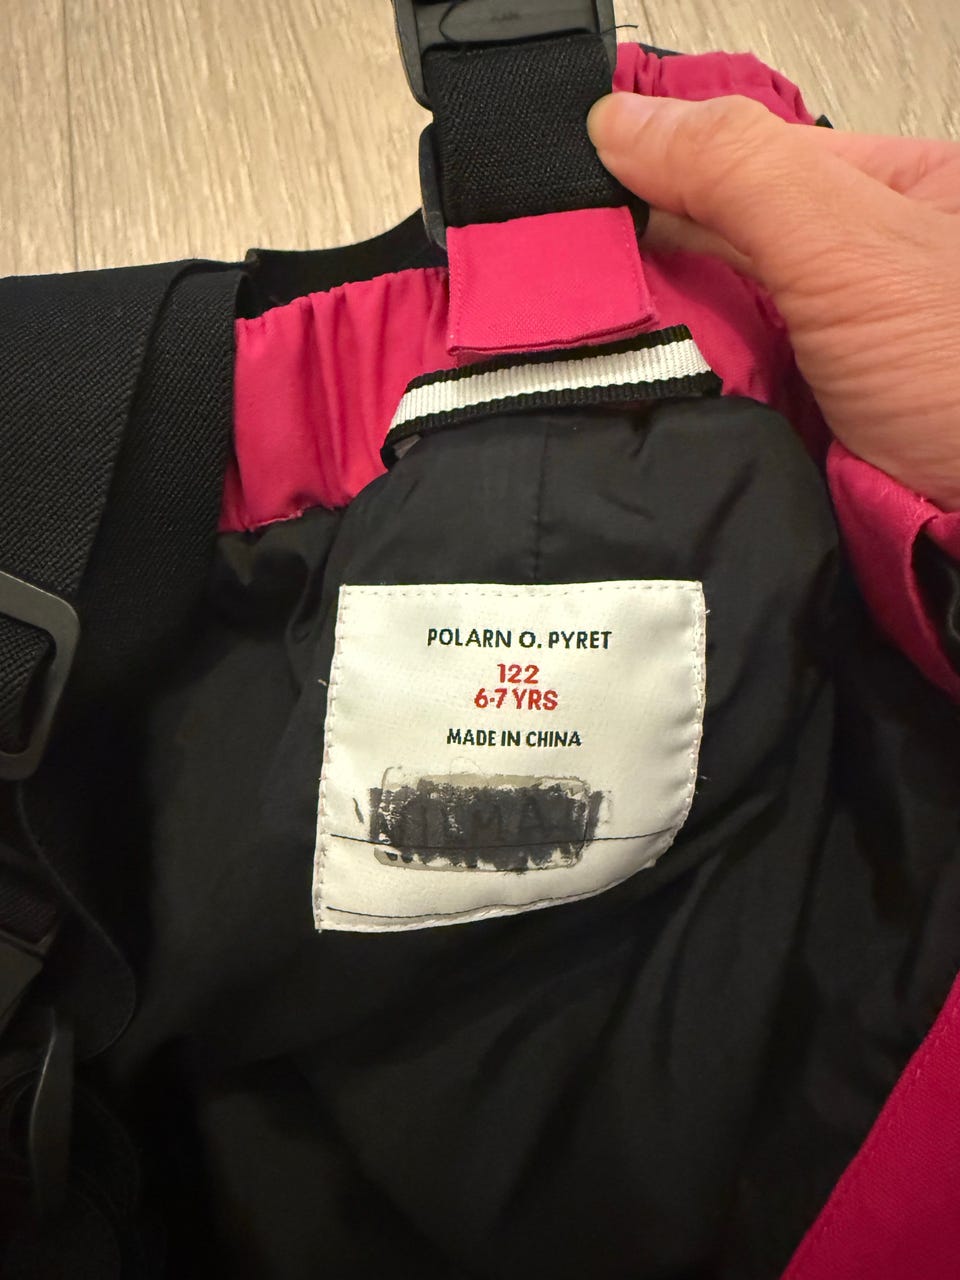 POLARN O. PYRET
122
6-7 YRS
MADE IN CHINA